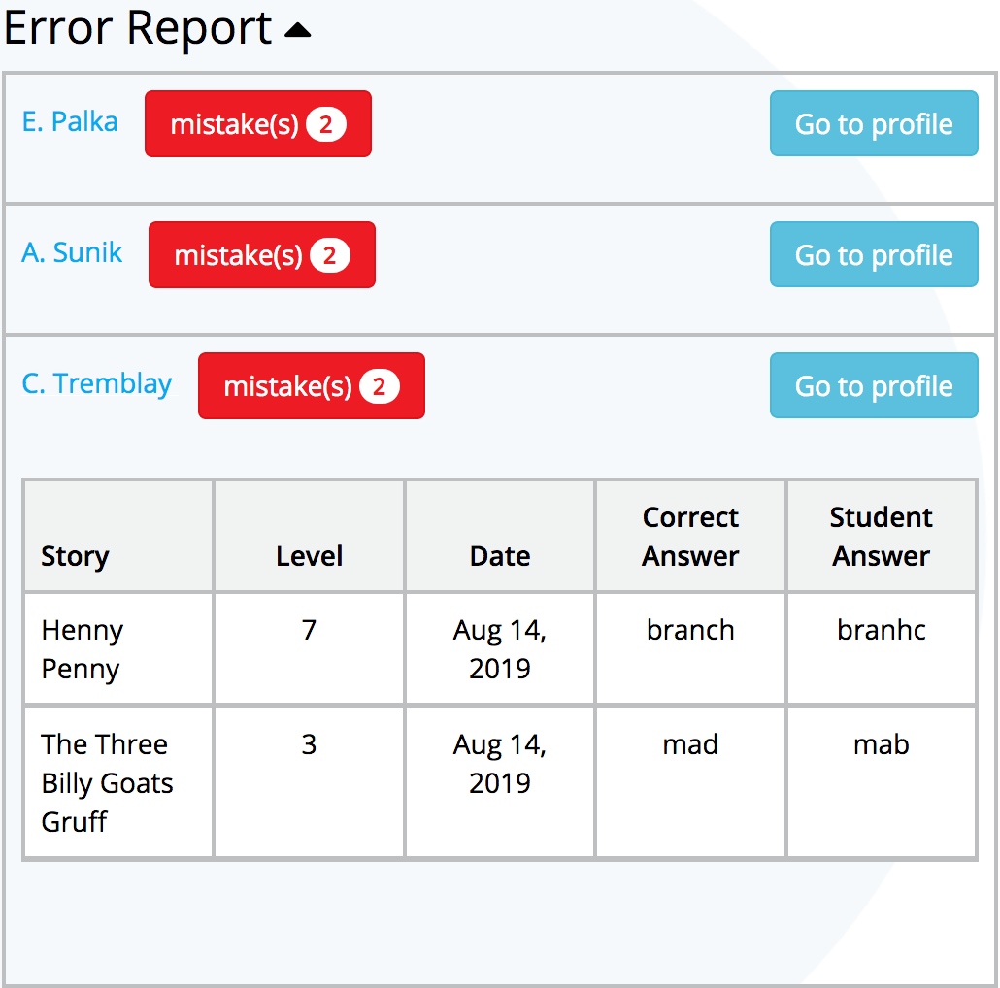 Error Report
E. Palka mistake(s) 2 Go to profile
A. Sunik mistake(s) 2 Go to profile
C. Tremblay mistake(s) 2 Go to profile
Story Level Date Correct Answer Student Answer
Henny Penny 7 Aug 14, 2019 branch branhc
The Three Billy Goats Gruff 3 Aug 14, 2019 mad mab